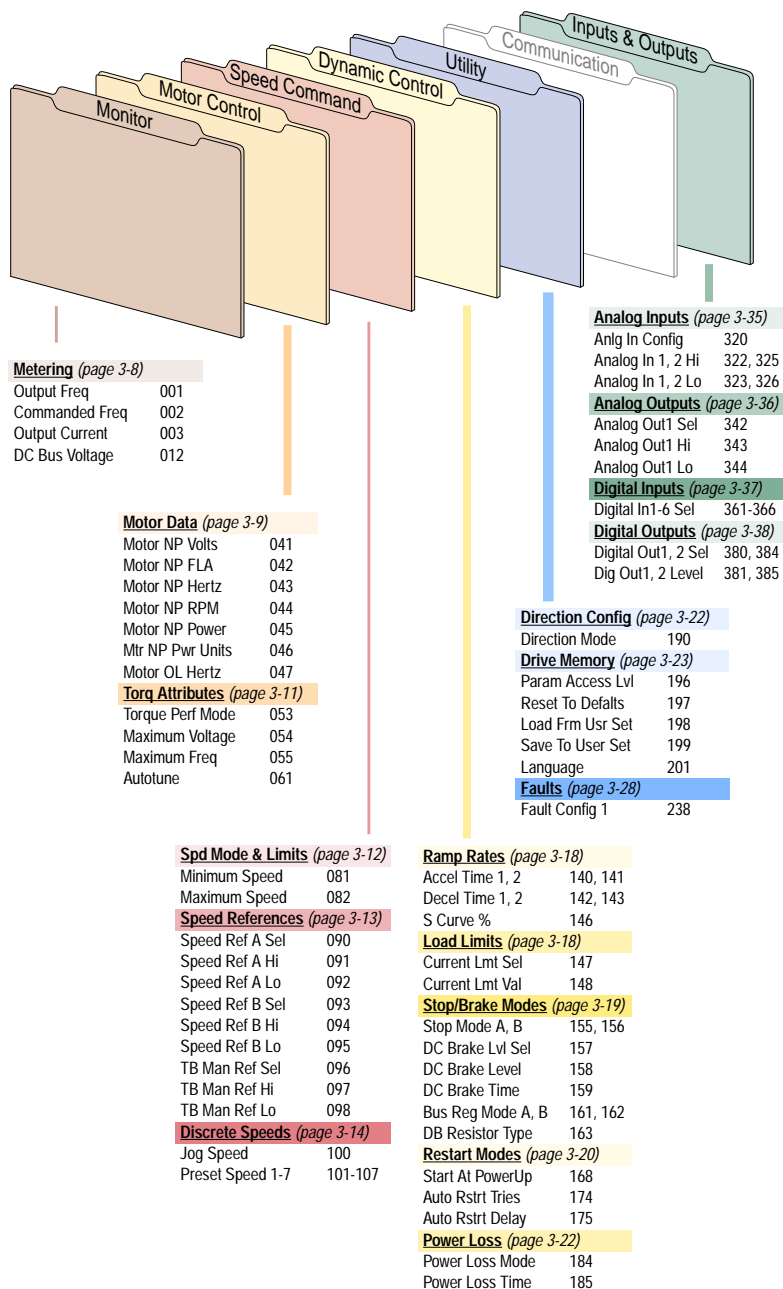 Monitor
Motor Control
Speed Command
Dynamic Control
Utility
Communication
Inputs & Outputs
Metering (page 3-8)
Output Freq 001
Commanded Freq 002
Output Current 003
DC Bus Voltage 012
Motor Data (page 3-9)
Motor NP Volts 041
Motor NP FLA 042
Motor NP Hertz 043
Motor NP RPM 044
Motor NP Power 045
Mtr NP Pwr Units 046
Motor OL Hertz 047
Torq Attributes (page 3-11)
Torque Perf Mode 053
Maximum Voltage 054
Maximum Freq 055
Autotune 061
Spd Mode & Limits (page 3-12)
Minimum Speed 081
Maximum Speed 082
Speed References (page 3-13)
Speed Ref A Sel 090
Speed Ref A Hi 091
Speed Ref A Lo 092
Speed Ref B Sel 093
Speed Ref B Hi 094
Speed Ref B Lo 095
TB Man Ref Sel 096
TB Man Ref Hi 097
TB Man Ref Lo 098
Discrete Speeds (page 3-14)
Jog Speed 100
Preset Speed 1-7 101-107
Ramp Rates (page 3-18)
Accel Time 1, 2 140, 141
Decel Time 1, 2 142, 143
S Curve % 146
Load Limits (page 3-18)
Current Lmt Sel 147
Current Lmt Val 148
Stop/Brake Modes (page 3-19)
Stop Mode A, B 155, 156
DC Brake Lvl Sel 157
DC Brake Level 158
DC Brake Time 159
Bus Reg Mode A, B 161, 162
DB Resistor Type 163
Restart Modes (page 3-20)
Start At PowerUp 168
Auto Rstrt Tries 174
Auto Rstrt Delay 175
Power Loss (page 3-22)
Power Loss Mode 184
Power Loss Time 185
Direction Config (page 3-22)
Direction Mode 190
Drive Memory (page 3-23)
Param Access Lvl 196
Reset To Defalts 197
Load Frm Usr Set 198
Save To User Set 199
Language 201
Faults (page 3-28)
Fault Config 1 238
Analog Inputs (page 3-35)
Anlg In Config 320
Analog In 1, 2 Hi 322, 325
Analog In 1, 2 Lo 323, 326
Analog Outputs (page 3-36)
Analog Out1 Sel 342
Analog Out1 Hi 343
Analog Out1 Lo 344
Digital Inputs (page 3-37)
Digital In1-6 Sel 361-366
Digital Outputs (page 3-38)
Digital Out1, 2 Sel 380, 384
Dig Out1, 2 Level 381, 385